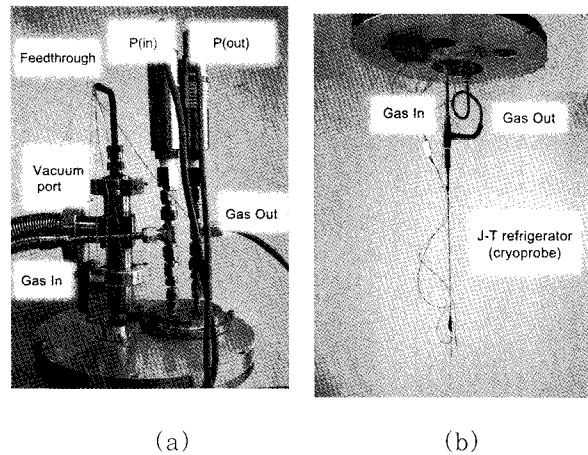 P(in) P(out)
Feedthrough
Vacuum
port
Gas Out
Gas In
Gas In
Gas Out
J-T refrigerator
(cryoprobe)
(a) (b)